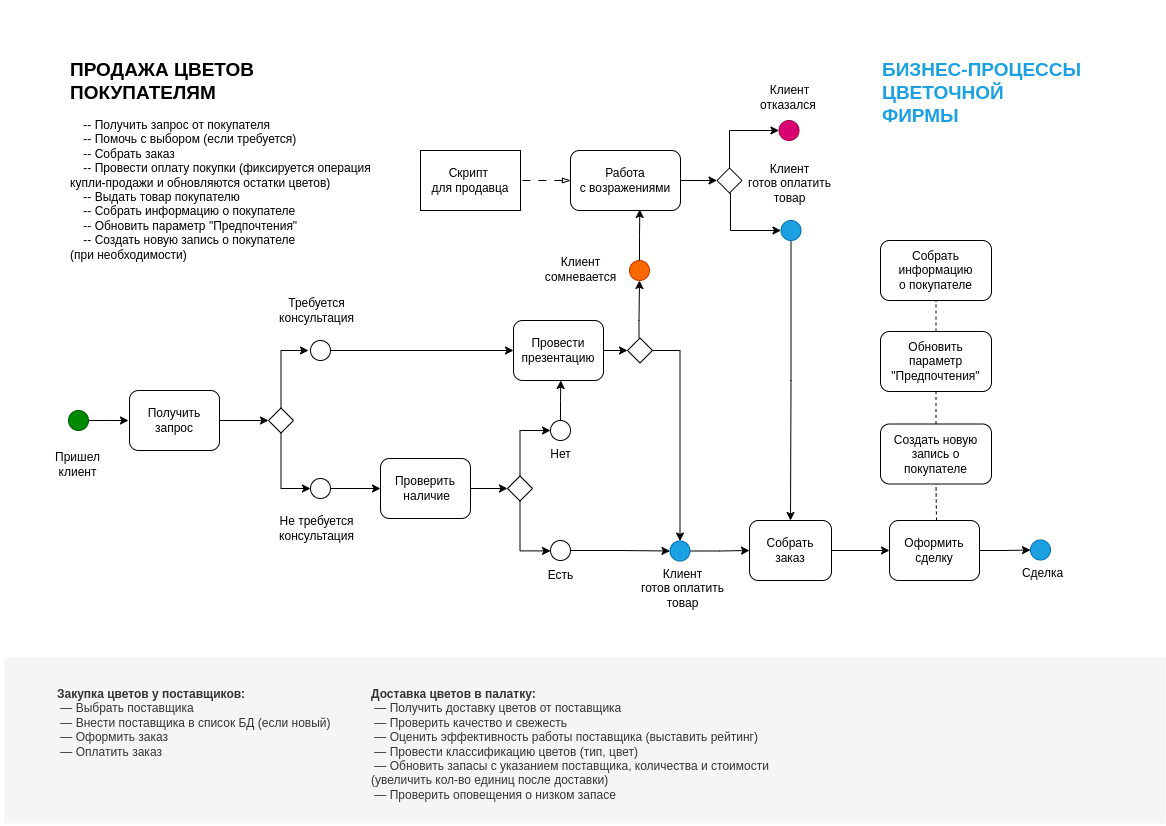 ПРОДАЖА ЦВЕТОВ
ПОКУПАТЕЛЯМ
-- Получить запрос от покупателя
-- Помочь с выбором (если требуется)
-- Собрать заказ
-- Провести оплату покупки (фиксируется операция
купли-продажи и обновляются остатки цветов)
-- Выдать товар покупателю
-- Собрать информацию о покупателе
-- Обновить параметр "Предпочтения"
-- Создать новую запись о покупателе
(при необходимости)
БИЗНЕС-ПРОЦЕССЫ
ЦВЕТОЧНОЙ
ФИРМЫ
Клиент
отказался
Скрипт
для продавца
Работа
с возражениями
Клиент
готов оплатить
товар
Клиент
сомневается
Собрать
информацию
о покупателе
Требуется
консультация
Провести
презентацию
Обновить
параметр
"Предпочтения"
Получить
запрос
Пришел
клиент
Нет
Создать новую
запись о
покупателе
Проверить
наличие
Не требуется
консультация
Есть
Клиент
готов оплатить
товар
Собрать
заказ
Оформить
сделку
Сделка
Закупка цветов у поставщиков:
— Выбрать поставщика
— Внести поставщика в список БД (если новый)
— Оформить заказ
— Оплатить заказ
Доставка цветов в палатку:
— Получить доставку цветов от поставщика
— Проверить качество и свежесть
— Оценить эффективность работы поставщика (выставить рейтинг)
— Провести классификацию цветов (тип, цвет)
— Обновить запасы с указанием поставщика, количества и стоимости
(увеличить кол-во единиц после доставки)
— Проверить оповещения о низком запасе